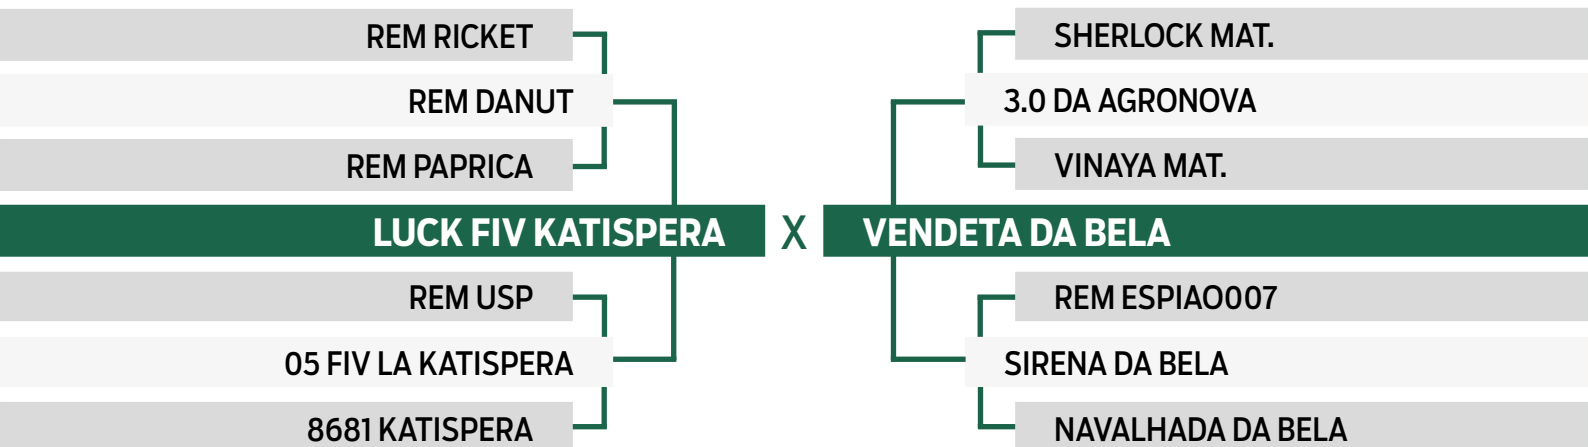 REM RICKET
REM DANUT
REM PAPRICA
LUCK FIV KATISPERA
REM USP
05 FIV LA KATISPERA
8681 KATISPERA
X
SHERLOCK MAT.
3.0 DA AGRONOVA
VINAYA MAT.
VENDETA DA BELA
REM ESPIAO007
SIRENA DA BELA
NAVALHADA DA BELA